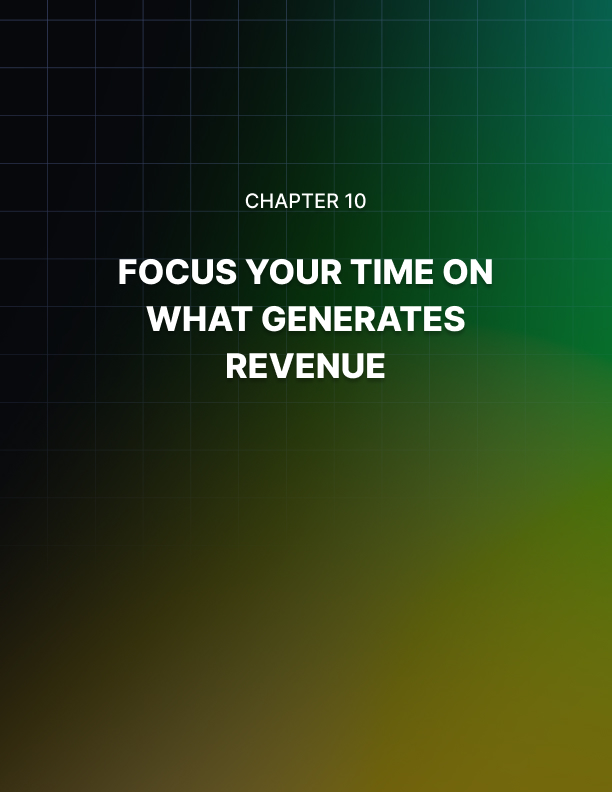 CHAPTER 10
FOCUS YOUR TIME ON
WHAT GENERATES
REVENUE